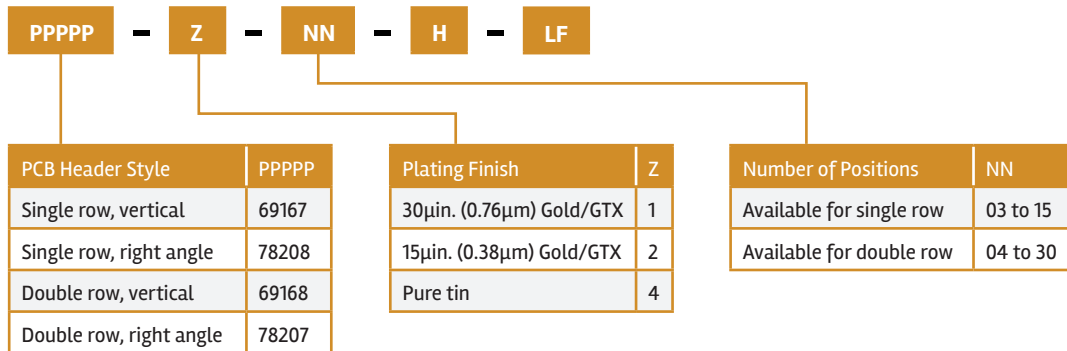 PPPPP - Z - NN - H - LF
PCB Header Style PPPPP
Single row, vertical 69167
Single row, right angle 78208
Double row, vertical 69168
Double row, right angle 78207
Plating Finish Z
30µin. (0.76µm) Gold/GTX 1
15µin. (0.38µm) Gold/GTX 2
Pure tin 4
Number of Positions NN
Available for single row 03 to 15
Available for double row 04 to 30